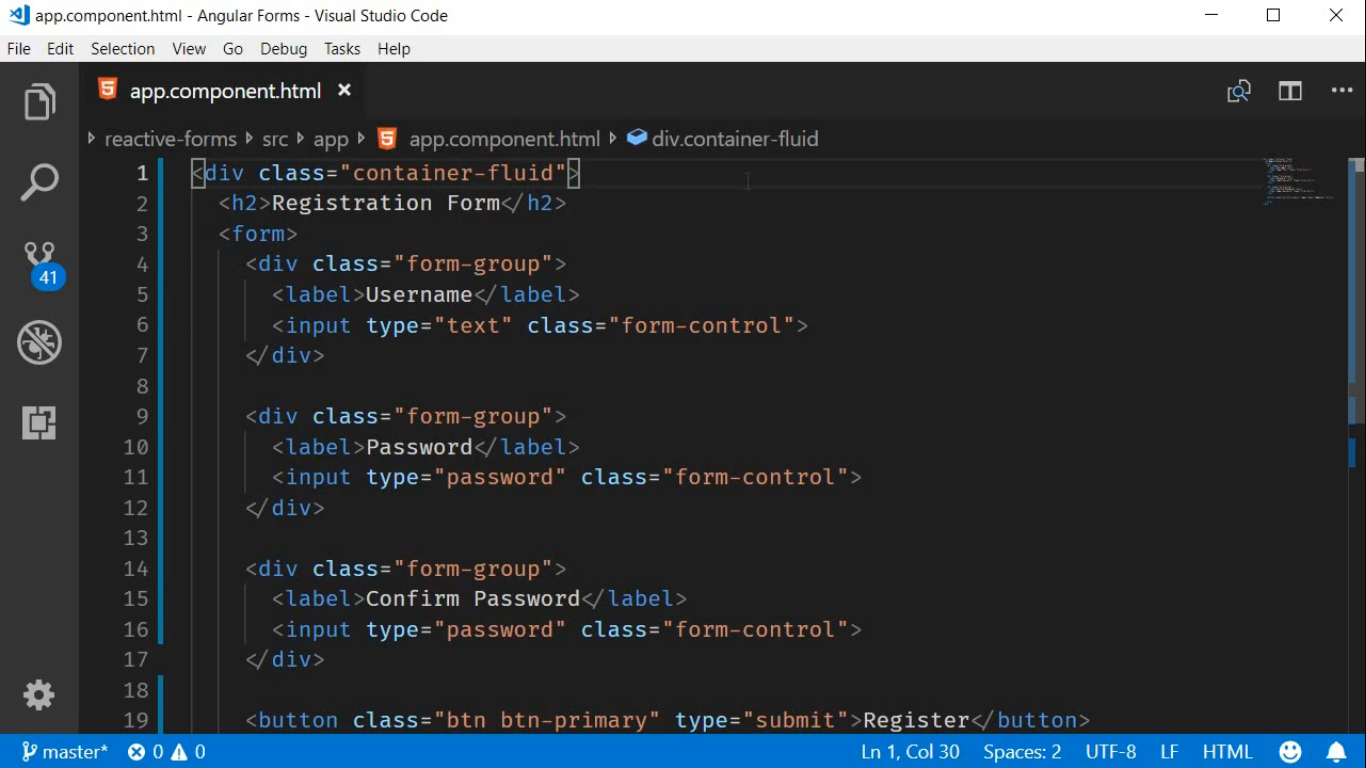 app.component.html - Angular Forms - Visual Studio Code
File Edit Selection View Go Debug Tasks Help
app.component.html
reactive-forms src app app.component.html div.container-fluid
1 <div class="container-fluid">
2 <h2>Registration Form</h2>
3 <form>
4 <div class="form-group">
5 <label>Username</label>
6 <input type="text" class="form-control">
7 </div>
8
9 <div class="form-group">
10 <label>Password</label>
11 <input type="password" class="form-control">
12 </div>
13
14 <div class="form-group">
15 <label>Confirm Password</label>
16 <input type="password" class="form-control">
17 </div>
18
19 <button class="btn btn-primary" type="submit">Register</button>
41
master* 0 0 Ln 1, Col 30 Spaces: 2 UTF-8 LF HTML